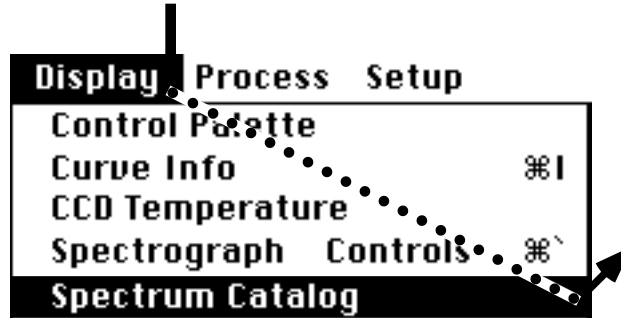 Display Process Setup
Control Palette
Curve Info ⌘I
CCD Temperature
Spectrograph Controls ⌘`
Spectrum Catalog